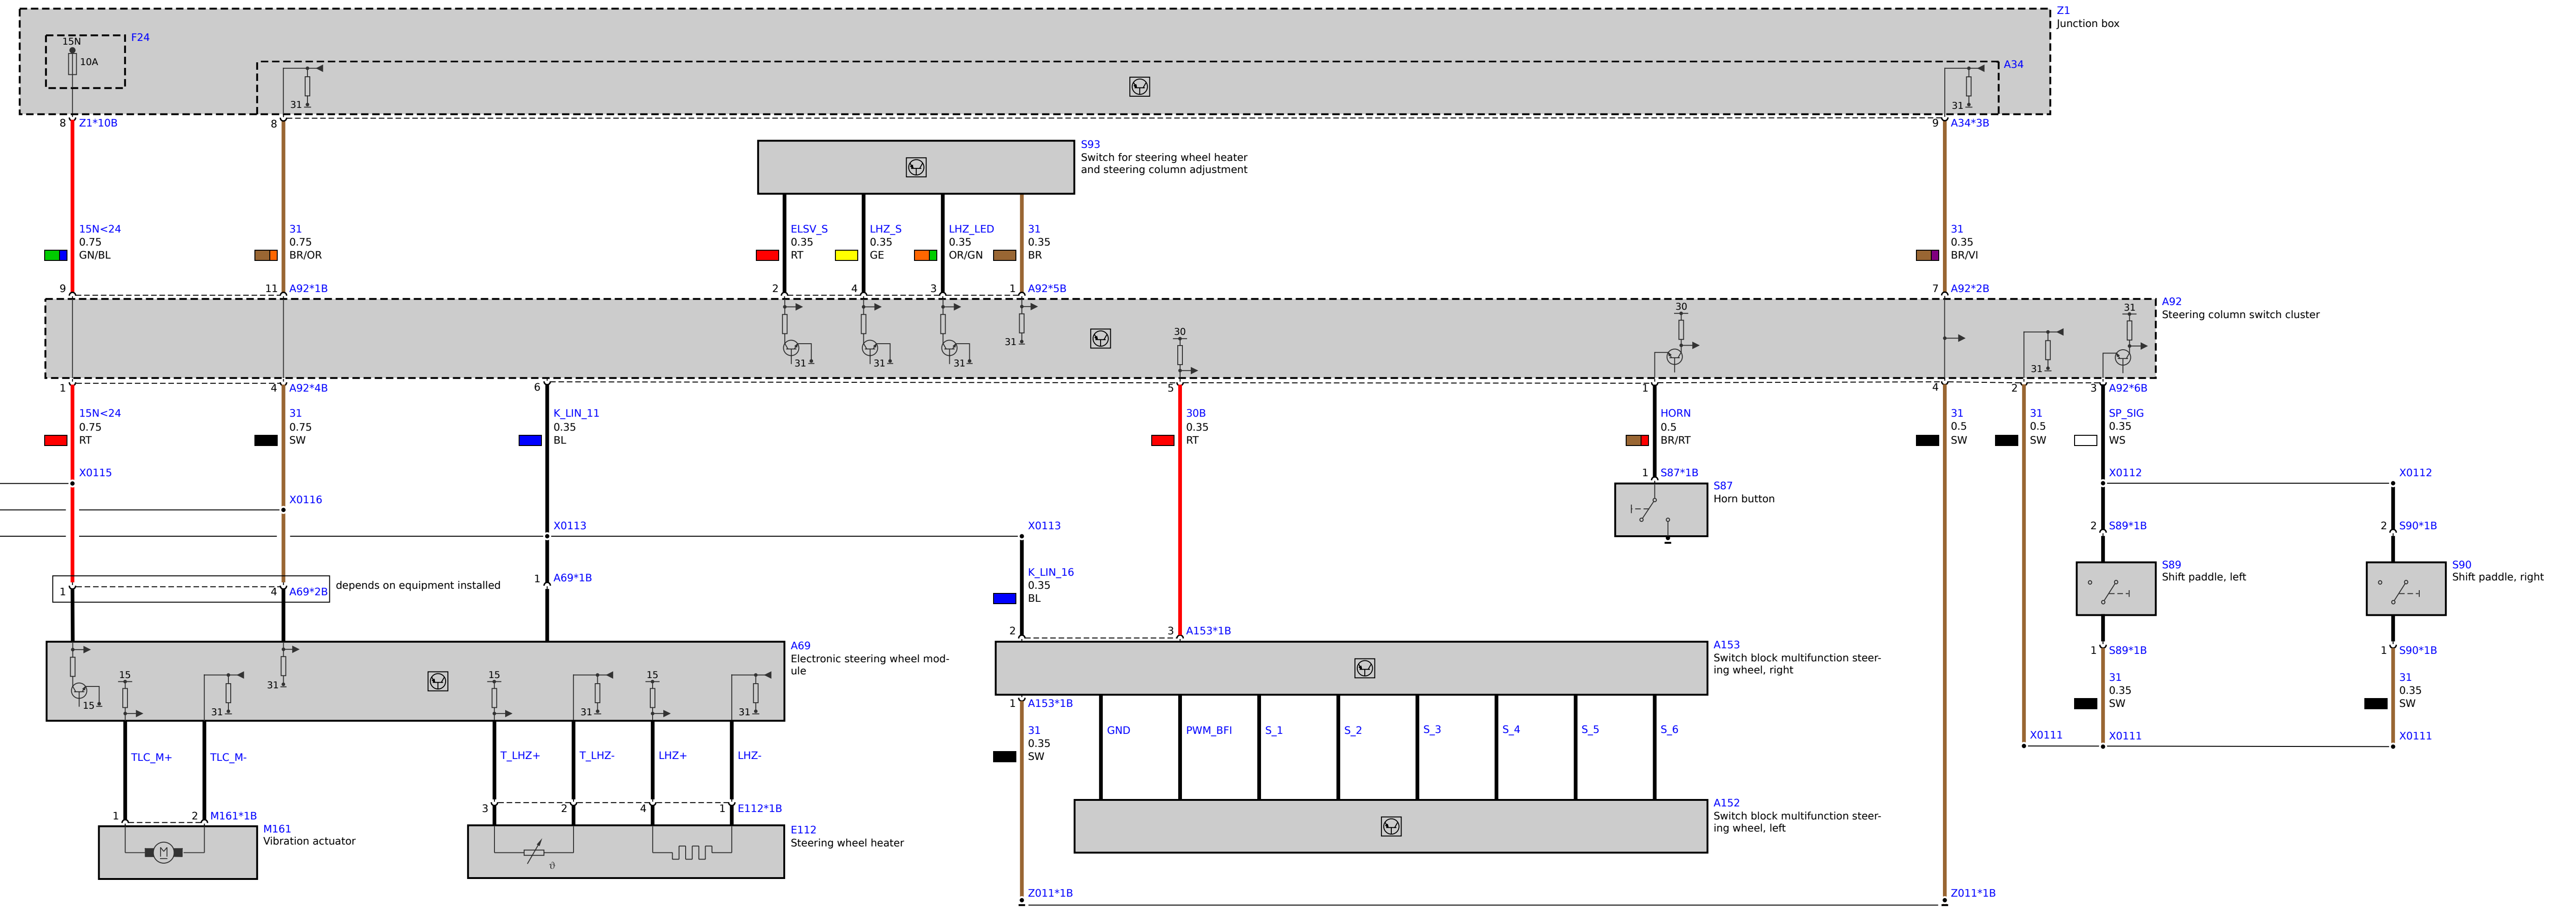 Z1
Junction box
F24
15N
10A
A34
31
31
8
Z1*10B
8
9
A34*3B
S93
Switch for steering wheel heater
and steering column adjustment
15N<24
0.75
GN/BL
31
0.75
BR/OR
ELSV_S
0.35
RT
LHZ_S
0.35
GE
LHZ_LED
0.35
OR/GN
31
0.35
BR
31
0.35
BR/VI
9
11
A92*1B
2
4
3
1
A92*5B
7
A92*2B
A92
Steering column switch cluster
31
31
31
31
30
30
31
31
1
4
A92*4B
6
5
1
4
2
3
A92*6B
15N<24
0.75
RT
31
0.75
SW
K_LIN_11
0.35
BL
30B
0.35
RT
HORN
0.5
BR/RT
31
0.5
SW
31
0.5
SW
SP_SIG
0.35
WS
X0115
X0116
1
S87*1B
S87
Horn button
X0112
X0112
X0113
X0113
2
S89*1B
2
S90*1B
S89
Shift paddle, left
S90
Shift paddle, right
1
4
A69*2B
depends on equipment installed
1
A69*1B
K_LIN_16
0.35
BL
2
3
A153*1B
A69
Electronic steering wheel mod-
ule
15
15
31
31
15
31
15
31
A153
Switch block multifunction steer-
ing wheel, right
1
S89*1B
1
S90*1B
31
0.35
SW
31
0.35
SW
X0111
X0111
X0111
1
A153*1B
31
0.35
SW
GND
PWM_BFI
S_1
S_2
S_3
S_4
S_5
S_6
TLC_M+
TLC_M-
T_LHZ+
T_LHZ-
LHZ+
LHZ-
1
2
M161*1B
M161
Vibration actuator
M
3
2
4
1
E112*1B
E112
Steering wheel heater
ϑ
A152
Switch block multifunction steer-
ing wheel, left
Z011*1B
Z011*1B